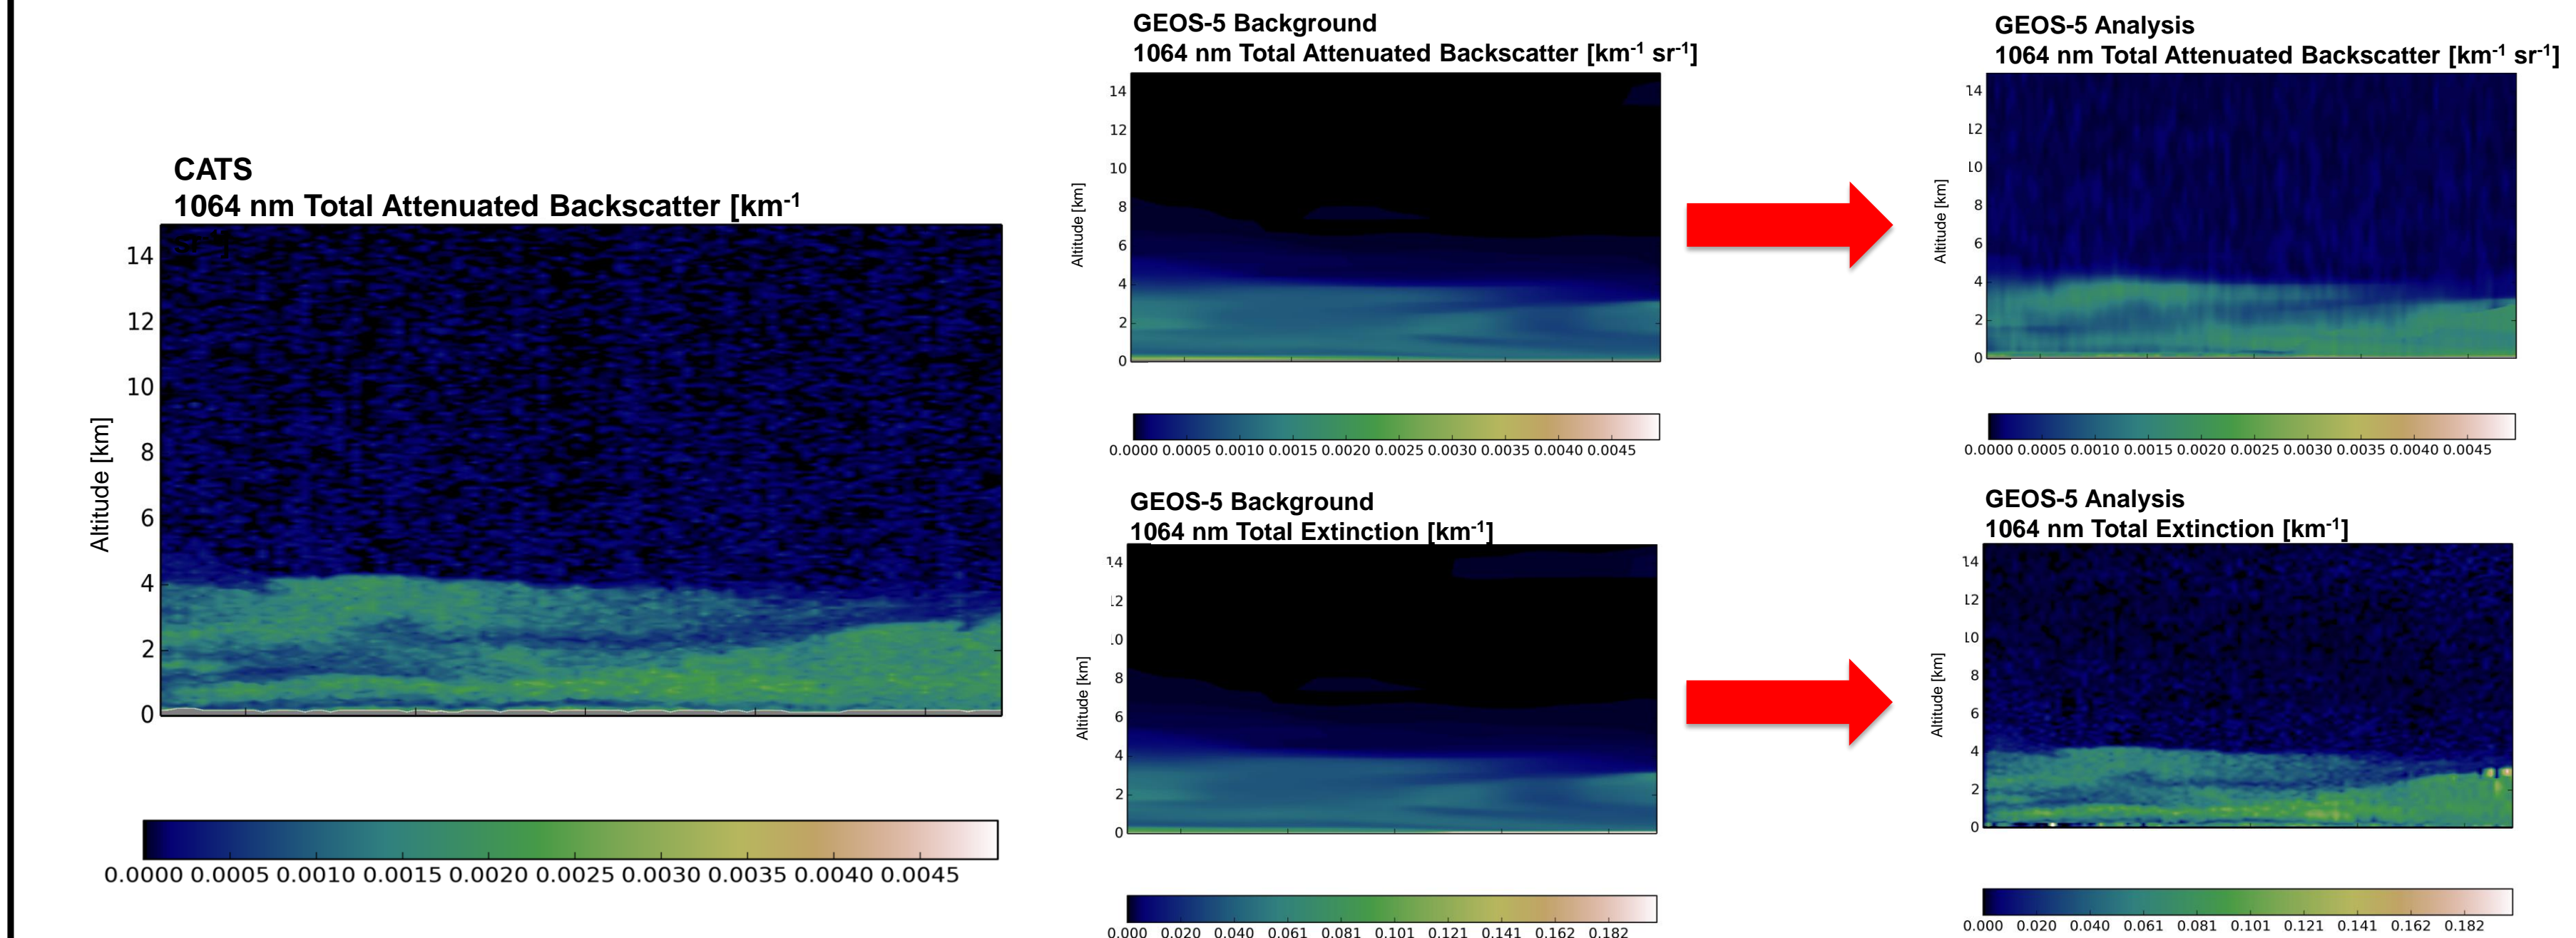 CATS
1064 nm Total Attenuated Backscatter [km-1
14
12
10
8
6
4
2
0
Altitude [km]
0.0000 0.0005 0.0010 0.0015 0.0020 0.0025 0.0030 0.0035 0.0040 0.0045
GEOS-5 Background
1064 nm Total Attenuated Backscatter [km-1 sr-1]
14
12
10
8
6
4
2
0
Altitude [km]
0.0000 0.0005 0.0010 0.0015 0.0020 0.0025 0.0030 0.0035 0.0040 0.0045
GEOS-5 Analysis
1064 nm Total Attenuated Backscatter [km-1 sr-1]
14
12
10
8
6
4
2
0
Altitude [km]
0.0000 0.0005 0.0010 0.0015 0.0020 0.0025 0.0030 0.0035 0.0040 0.0045
GEOS-5 Background
1064 nm Total Extinction [km-1]
14
12
10
8
6
4
2
0
Altitude [km]
0.000 0.020 0.040 0.061 0.081 0.101 0.121 0.141 0.162 0.182
GEOS-5 Analysis
1064 nm Total Extinction [km-1]
14
12
10
8
6
4
2
0
Altitude [km]
0.000 0.020 0.040 0.061 0.081 0.101 0.121 0.141 0.162 0.182